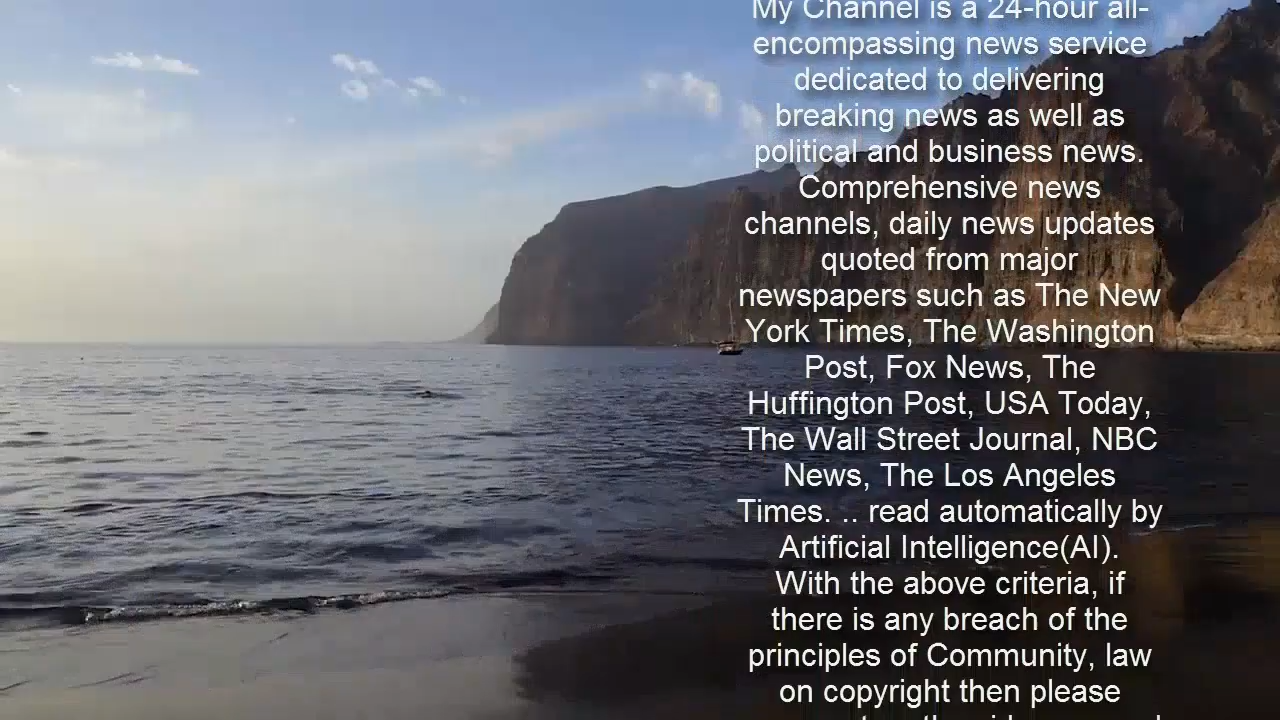 My Channel is a 24-hour all-
encompassing news service
dedicated to delivering
breaking news as well as
political and business news.
Comprehensive news
channels, daily news updates
quoted from major
newspapers such as The New
York Times, The Washington
Post, Fox News, The
Huffington Post, USA Today,
The Wall Street Journal, NBC
News, The Los Angeles
Times. .. read automatically by
Artificial Intelligence(AI).
With the above criteria, if
there is any breach of the
principles of Community, law
on copyright then please